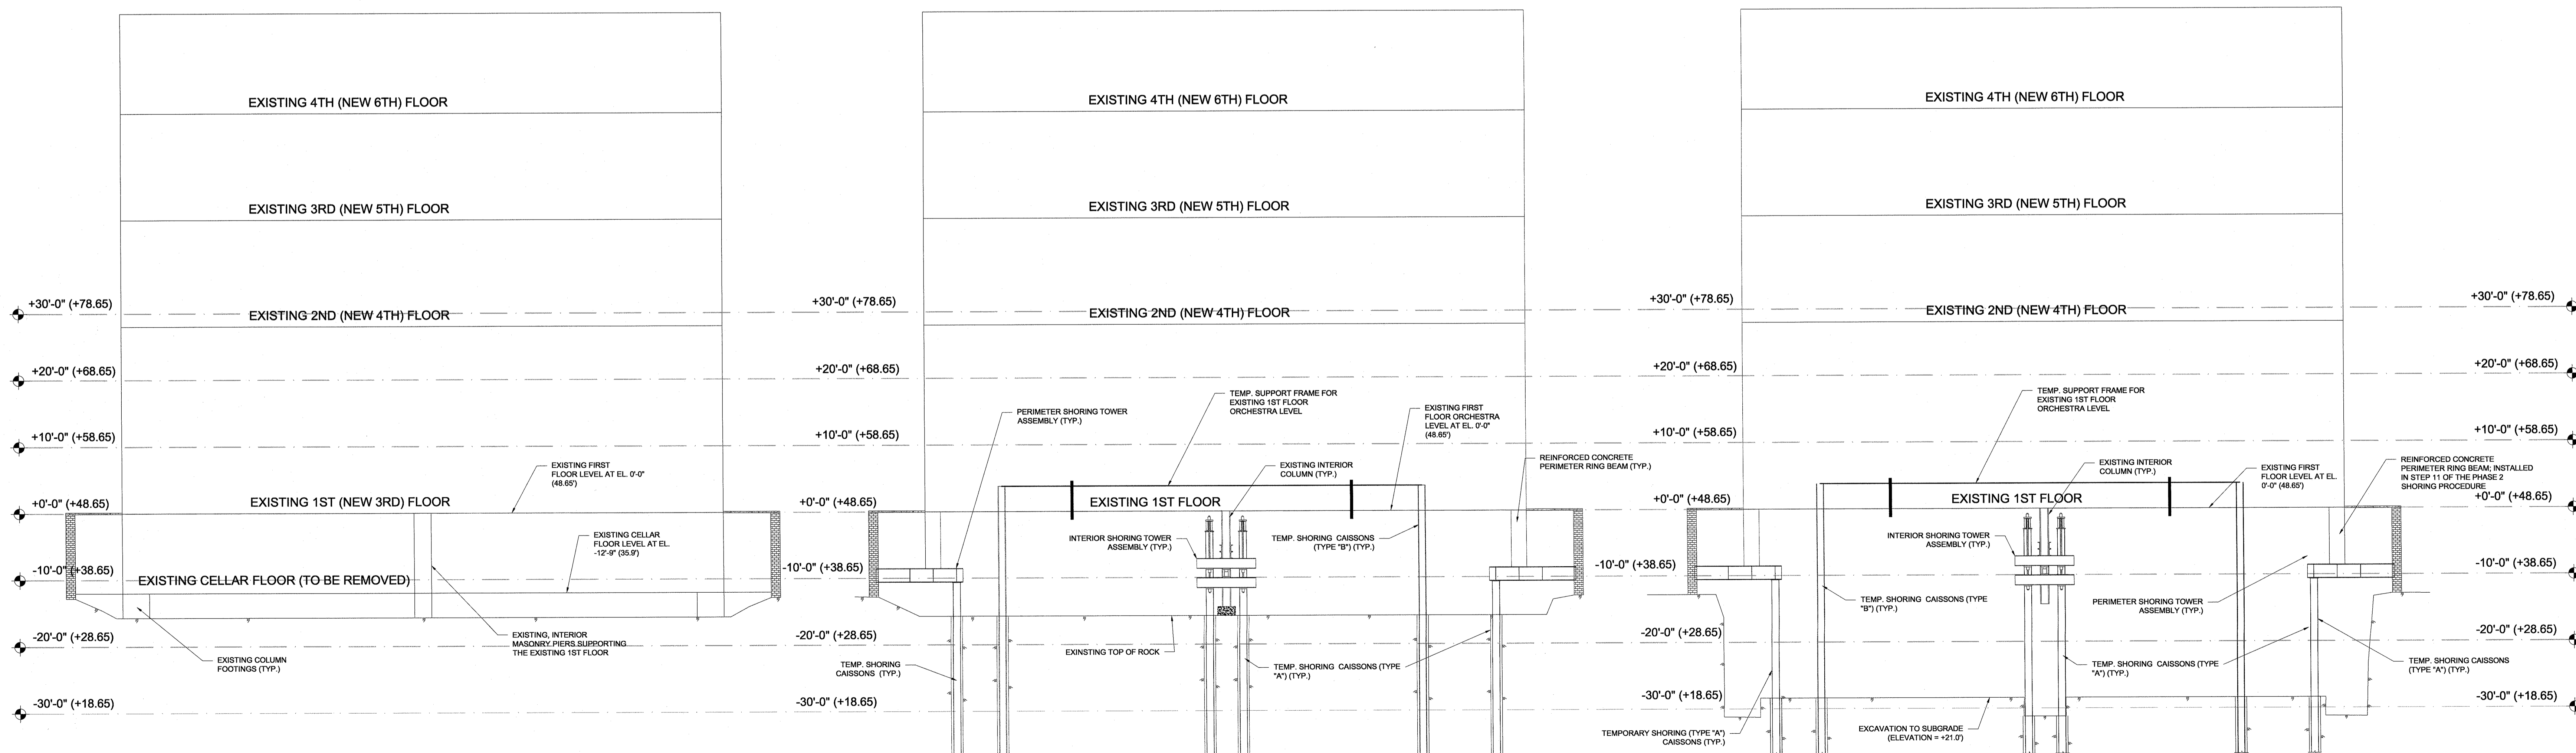 EXISTING 4TH (NEW 6TH) FLOOR
EXISTING 3RD (NEW 5TH) FLOOR
+30'-0" (+78.65)
EXISTING 2ND (NEW 4TH) FLOOR
+20'-0" (+68.65)
+10'-0" (+58.65)
EXISTING FIRST
FLOOR LEVEL AT EL. 0'-0"
(48.65')
+0'-0" (+48.65)
EXISTING 1ST (NEW 3RD) FLOOR
EXISTING CELLAR
FLOOR LEVEL AT EL.
-12'-9" (35.9')
-10'-0" (+38.65)
EXISTING CELLAR FLOOR (TO BE REMOVED)
-20'-0" (+28.65)
EXISTING, INTERIOR
MASONRY PIERS SUPPORTING
THE EXISTING 1ST FLOOR
EXISTING COLUMN
FOOTINGS (TYP.)
-30'-0" (+18.65)
EXISTING 4TH (NEW 6TH) FLOOR
EXISTING 3RD (NEW 5TH) FLOOR
+30'-0" (+78.65)
EXISTING 2ND (NEW 4TH) FLOOR
+20'-0" (+68.65)
TEMP. SUPPORT FRAME FOR
EXISTING 1ST FLOOR
ORCHESTRA LEVEL
PERIMETER SHORING TOWER
ASSEMBLY (TYP.)
EXISTING FIRST
FLOOR ORCHESTRA
LEVEL AT EL. 0'-0"
(48.65')
+10'-0" (+58.65)
REINFORCED CONCRETE
PERIMETER RING BEAM (TYP.)
EXISTING INTERIOR
COLUMN (TYP.)
+0'-0" (+48.65)
EXISTING 1ST FLOOR
INTERIOR SHORING TOWER
ASSEMBLY (TYP.)
TEMP. SHORING CAISSONS
(TYPE "B") (TYP.)
-10'-0" (+38.65)
-20'-0" (+28.65)
EXINSTING TOP OF ROCK
TEMP. SHORING
CAISSONS (TYP.)
TEMP. SHORING CAISSONS (TYPE
"A") (TYP.)
-30'-0" (+18.65)
EXISTING 4TH (NEW 6TH) FLOOR
EXISTING 3RD (NEW 5TH) FLOOR
+30'-0" (+78.65)
EXISTING 2ND (NEW 4TH) FLOOR
+30'-0" (+78.65)
+20'-0" (+68.65)
+20'-0" (+68.65)
TEMP. SUPPORT FRAME FOR
EXISTING 1ST FLOOR
ORCHESTRA LEVEL
+10'-0" (+58.65)
+10'-0" (+58.65)
EXISTING INTERIOR
COLUMN (TYP.)
EXISTING FIRST
FLOOR LEVEL AT EL.
0'-0" (48.65')
REINFORCED CONCRETE
PERIMETER RING BEAM; INSTALLED
IN STEP 11 OF THE PHASE 2
SHORING PROCEDURE
+0'-0" (+48.65)
EXISTING 1ST FLOOR
+0'-0" (+48.65)
INTERIOR SHORING TOWER
ASSEMBLY (TYP.)
-10'-0" (+38.65)
-10'-0" (+38.65)
TEMP. SHORING CAISSONS (TYPE
"B") (TYP.)
PERIMETER SHORING TOWER
ASSEMBLY (TYP.)
-20'-0" (+28.65)
-20'-0" (+28.65)
TEMP. SHORING CAISSONS (TYPE
"A") (TYP.)
TEMP. SHORING CAISSONS
(TYPE "A") (TYP.)
-30'-0" (+18.65)
-30'-0" (+18.65)
TEMPORARY SHORING (TYPE "A")
CAISSONS (TYP.)
EXCAVATION TO SUBGRADE
(ELEVATION = +21.0')